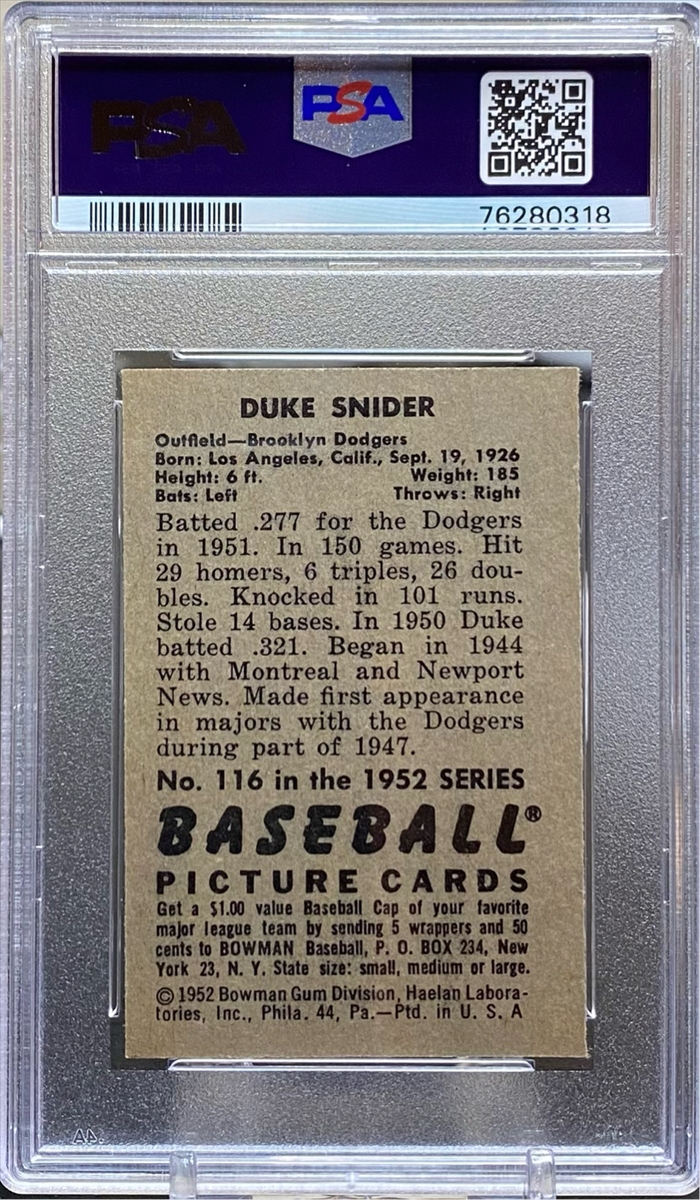 PSA
PSA
76280318
DUKE SNIDER
Outfield—Brooklyn Dodgers
Born: Los Angeles, Calif., Sept. 19, 1926
Height: 6 ft. Weight: 185
Bats: Left Throws: Right
Batted .277 for the Dodgers
in 1951. In 150 games. Hit
29 homers, 6 triples, 26 dou-
bles. Knocked in 101 runs.
Stole 14 bases. In 1950 Duke
batted .321. Began in 1944
with Montreal and Newport
News. Made first appearance
in majors with the Dodgers
during part of 1947.
No. 116 in the 1952 SERIES
BASEBALL®
PICTURE CARDS
Get a $1.00 value Baseball Cap of your favorite
major league team by sending 5 wrappers and 50
cents to BOWMAN Baseball, P. O. BOX 234, New
York 23, N. Y. State size: small, medium or large.
© 1952 Bowman Gum Division, Haelan Labora-
tories, Inc., Phila. 44, Pa.—Ptd. in U. S. A